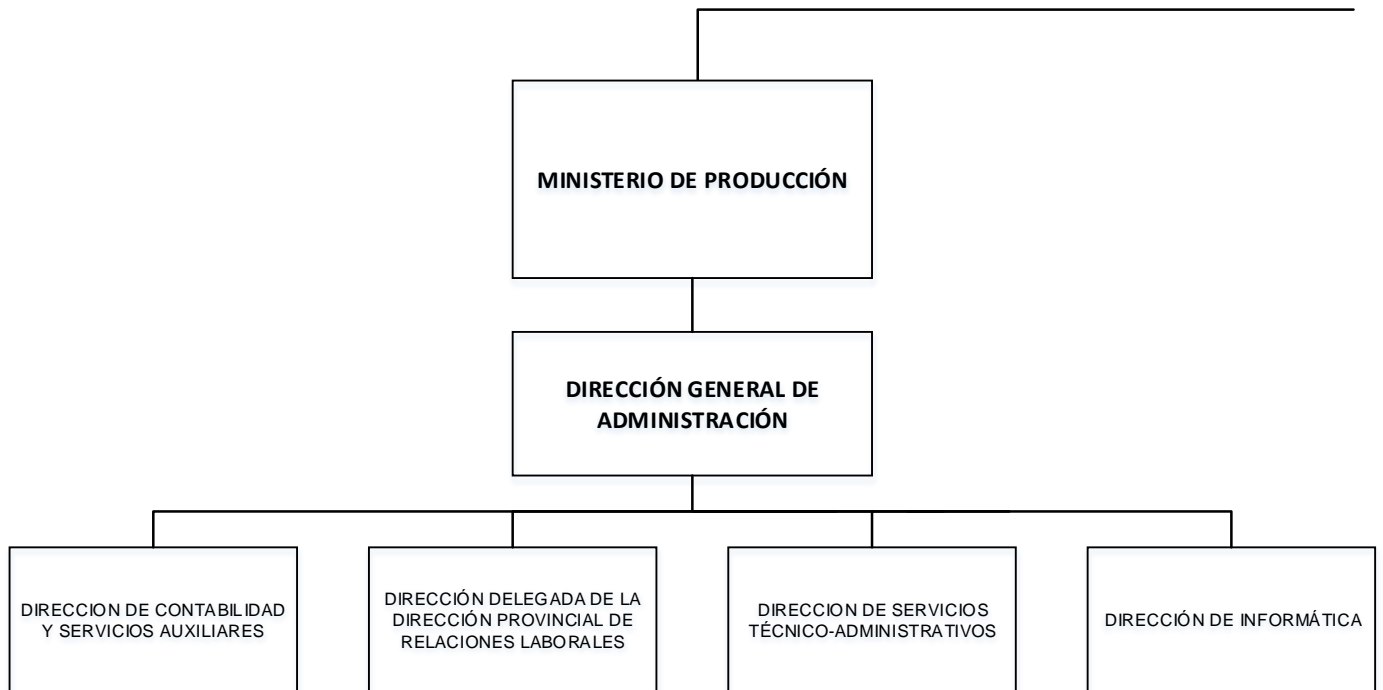 MINISTERIO DE PRODUCCIÓN
DIRECCIÓN GENERAL DE
ADMINISTRACIÓN
DIRECCION DE CONTABILIDAD
Y SERVICIOS AUXILIARES
DIRECCIÓN DELEGADA DE LA
DIRECCIÓN PROVINCIAL DE
RELACIONES LABORALES
DIRECCION DE SERVICIOS
TÉCNICO-ADMINISTRATIVOS
DIRECCIÓN DE INFORMÁTICA